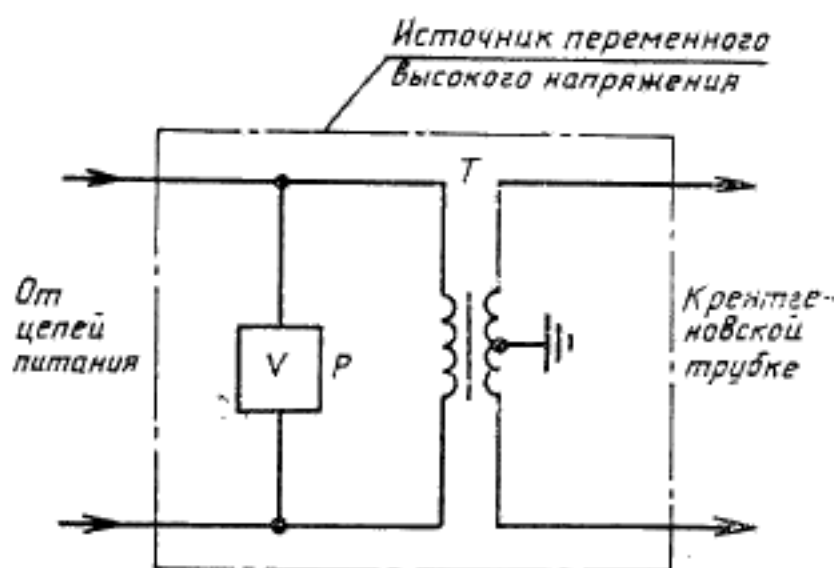 Источник переменного
высокого напряжения
T
От
цепей
питания
V
P
К рентге-
новской
трубке